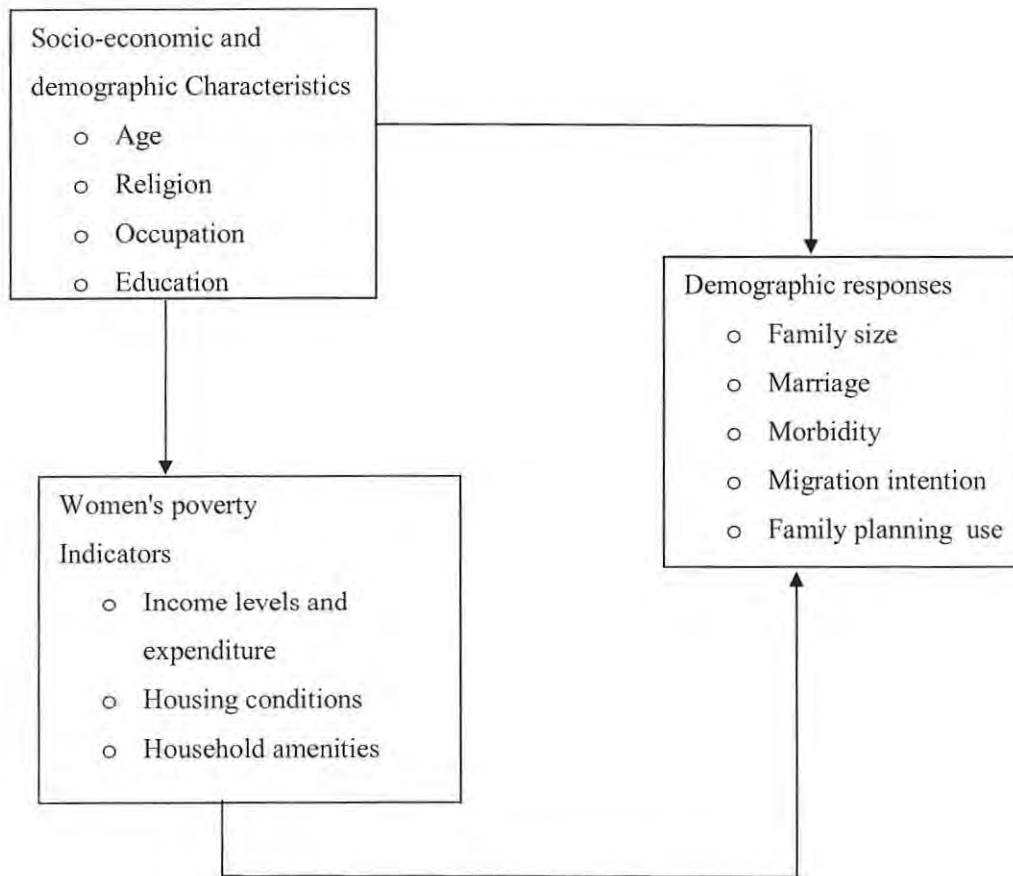 Socio-economic and
demographic Characteristics
o Age
o Religion
o Occupation
o Education
Demographic responses
o Family size
o Marriage
o Morbidity
o Migration intention
o Family planning use
Women's poverty
Indicators
o Income levels and
expenditure
o Housing conditions
o Household amenities